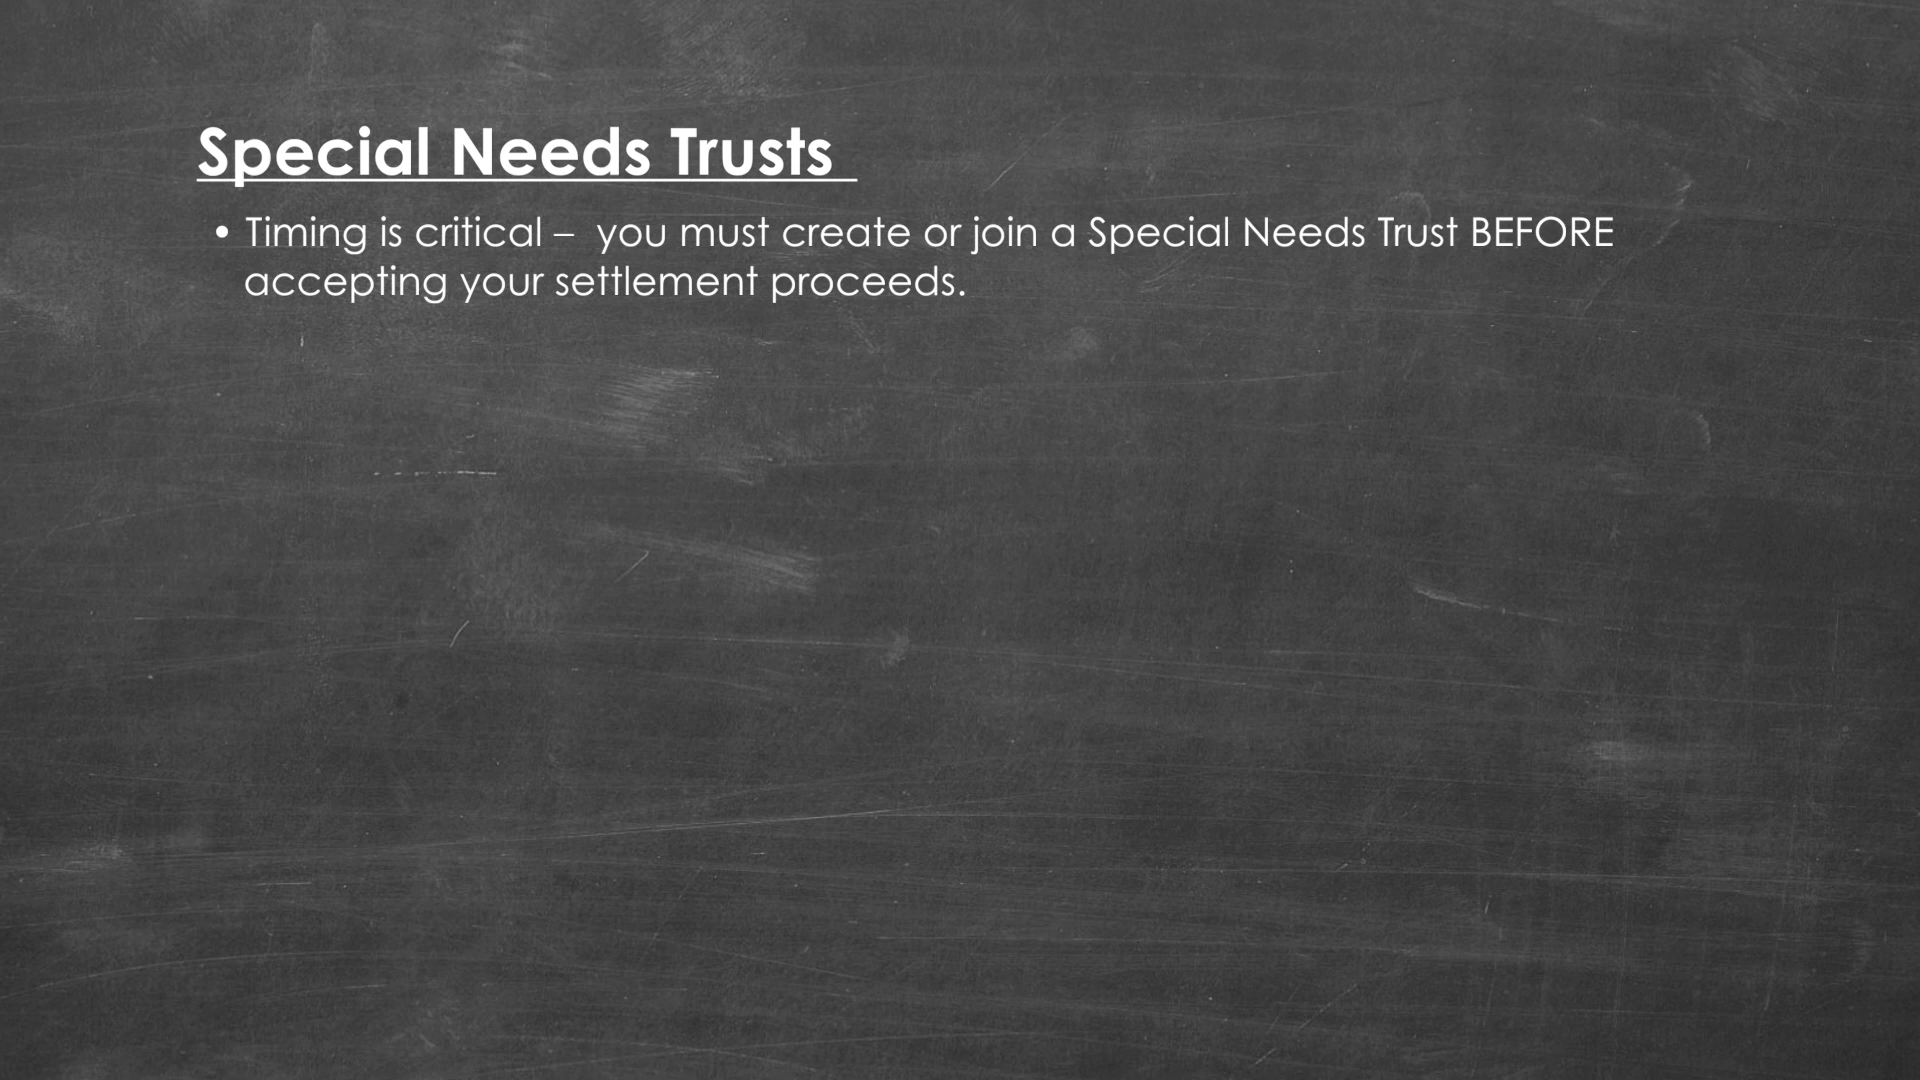 Special Needs Trusts
• Timing is critical –  you must create or join a Special Needs Trust BEFORE
accepting your settlement proceeds.